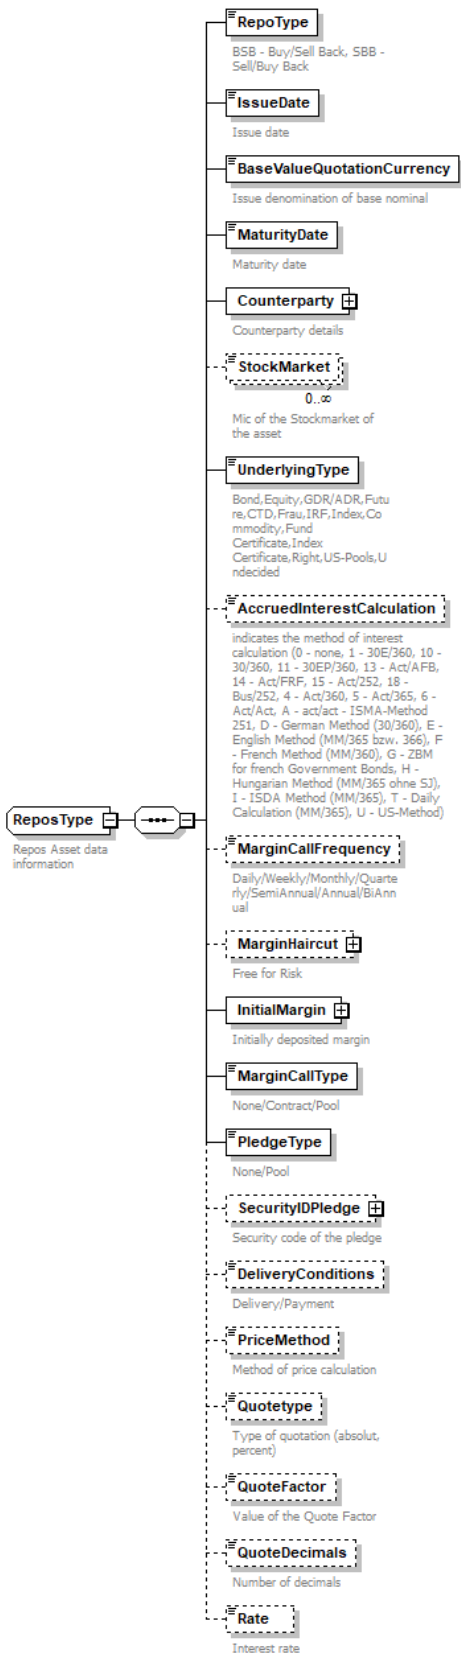 RepoType
BSB - Buy/Sell Back, SBB -
Sell/Buy Back
IssueDate
Issue date
BaseValueQuotationCurrency
Issue denomination of base nominal
MaturityDate
Maturity date
Counterparty
Counterparty details
StockMarket
0..∞
Mic of the Stockmarket of
the asset
UnderlyingType
Bond,Equity,GDR/ADR,Futu
re,CTD,Frau,IRF,Index,Co
mmodity,Fund
Certificate,Index
Certificate,Right,US-Pools,U
ndecided
AccruedInterestCalculation
indicates the method of interest
calculation (0 - none, 1 - 30E/360, 10 -
30/360, 11 - 30EP/360, 13 - Act/AFB,
14 - Act/FRF, 15 - Act/252, 18 -
Bus/252, 4 - Act/360, 5 - Act/365, 6 -
Act/Act, A - act/act - ISMA-Method
251, D - German Method (30/360), E -
English Method (MM/365 bzw. 366), F
- French Method (MM/360), G - ZBM
for french Government Bonds, H -
Hungarian Method (MM/365 ohne SJ),
I - ISDA Method (MM/365), T - Daily
Calculation (MM/365), U - US-Method)
ReposType
Repos Asset data
information
MarginCallFrequency
Daily/Weekly/Monthly/Quarte
rly/SemiAnnual/Annual/BiAnn
ual
MarginHaircut
Free for Risk
InitialMargin
Initially deposited margin
MarginCallType
None/Contract/Pool
PledgeType
None/Pool
SecurityIDPledge
Security code of the pledge
DeliveryConditions
Delivery/Payment
PriceMethod
Method of price calculation
Quotetype
Type of quotation (absolut,
percent)
QuoteFactor
Value of the Quote Factor
QuoteDecimals
Number of decimals
Rate
Interest rate